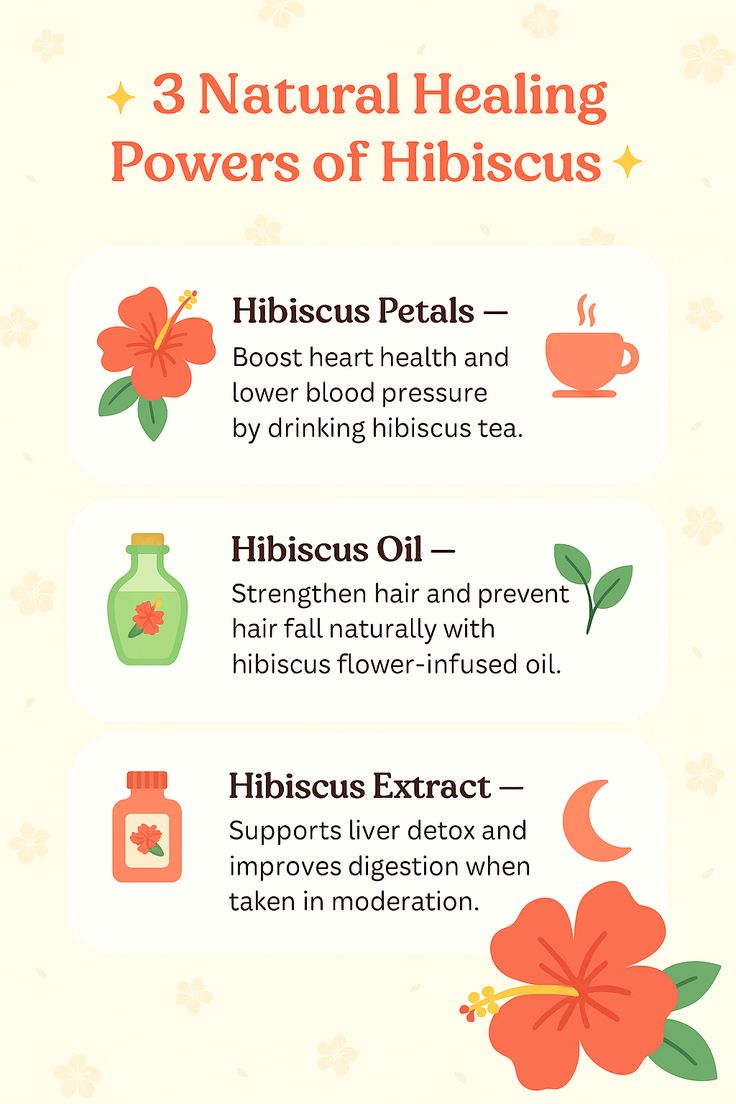 3 Natural Healing
Powers of Hibiscus
Hibiscus Petals —
Boost heart health and
lower blood pressure
by drinking hibiscus tea.
Hibiscus Oil —
Strengthen hair and prevent
hair fall naturally with
hibiscus flower-infused oil.
Hibiscus Extract —
Supports liver detox and
improves digestion when
taken in moderation.